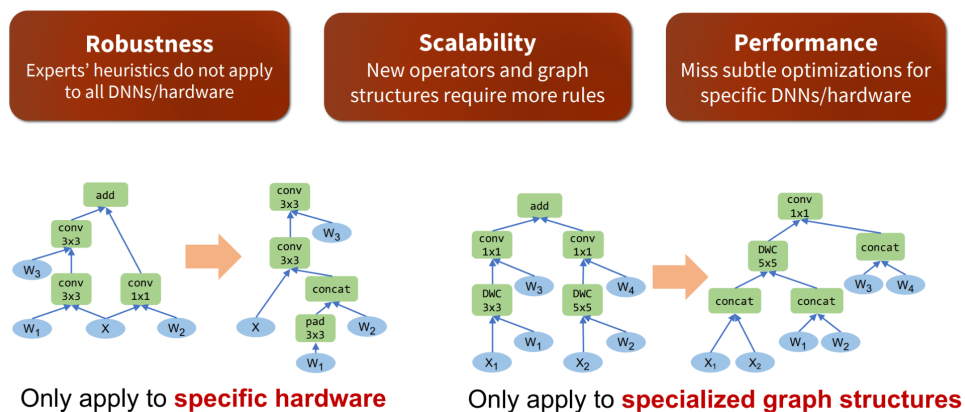 Robustness
Experts' heuristics do not apply
to all DNNs/hardware
Scalability
New operators and graph
structures require more rules
Performance
Miss subtle optimizations for
specific DNNs/hardware
add
conv
3x3
W3
conv
3x3
conv
1x1
W1
X
W2
conv
3x3
W3
conv
3x3
concat
X
pad
3x3
W2
W1
add
conv
1x1
conv
1x1
W3
W4
DWC
3x3
DWC
5x5
W1
W2
X1
X2
conv
1x1
DWC
5x5
concat
W3
W4
concat
concat
X1
X2
W1
W2
Only apply to specific hardware
Only apply to specialized graph structures